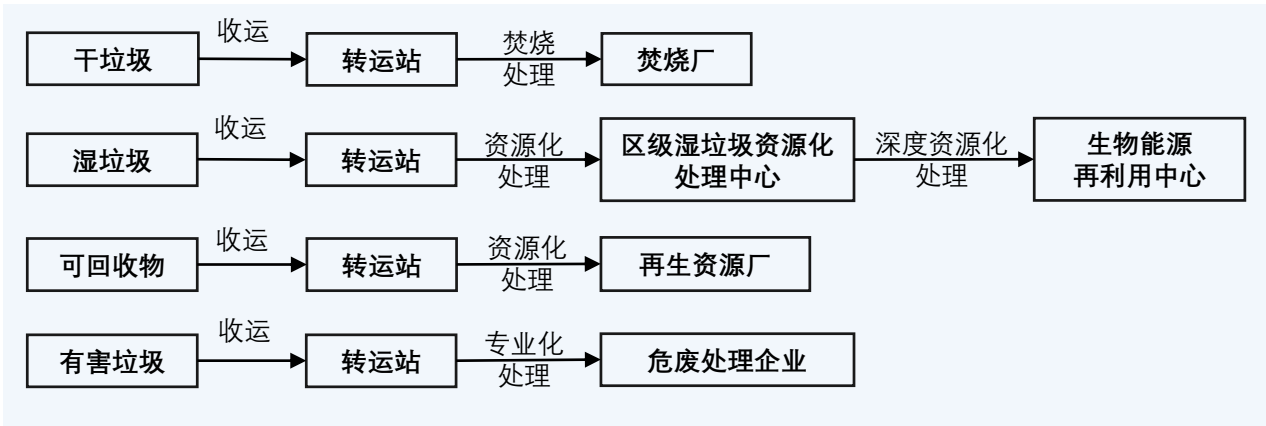 干垃圾
收运
转运站
焚烧
处理
焚烧厂
湿垃圾
收运
转运站
资源化
处理
区级湿垃圾资源化
处理中心
深度资源化
处理
生物能源
再利用中心
可回收物
收运
转运站
资源化
处理
再生资源厂
有害垃圾
收运
转运站
专业化
处理
危废处理企业